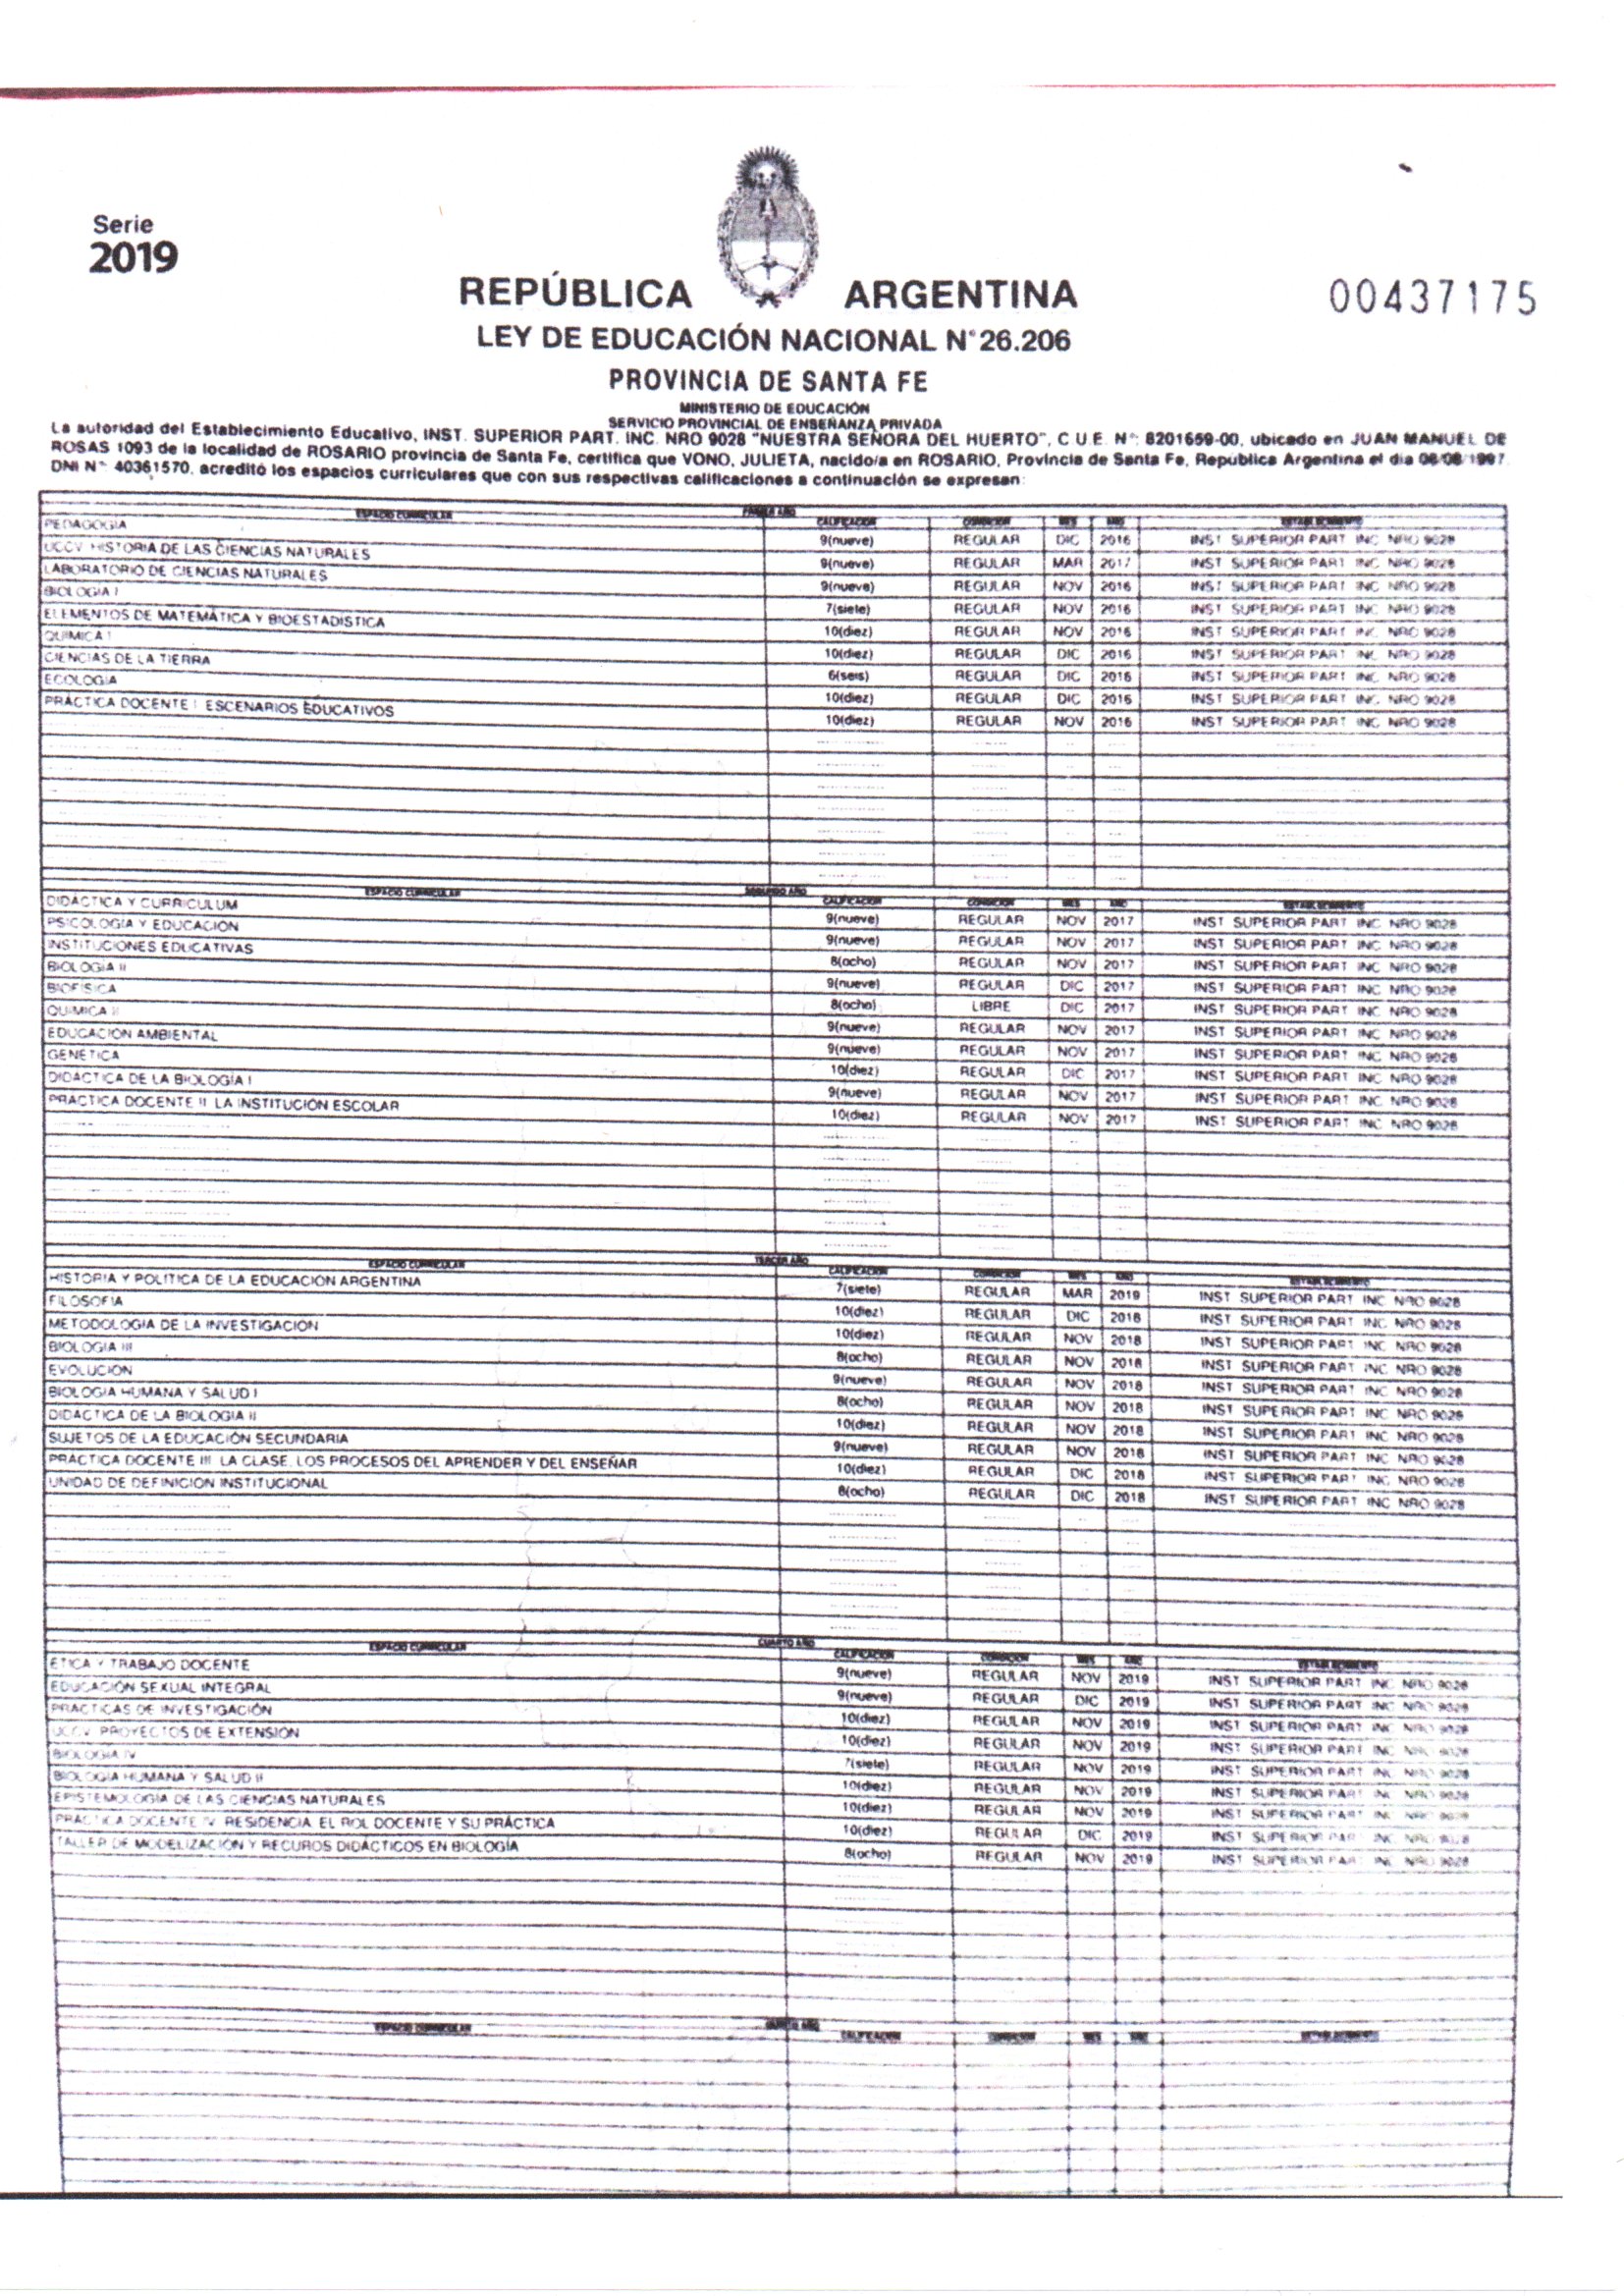 Serie
2019
REPÚBLICA ARGENTINA
00437175
LEY DE EDUCACIÓN NACIONAL N° 26.206
PROVINCIA DE SANTA FE
MINISTERIO DE EDUCACIÓN
SERVICIO PROVINCIAL DE ENSEÑANZA PRIVADA
La autoridad del Establecimiento Educativo, INST. SUPERIOR PART. INC. NRO 9028 "NUESTRA SEÑORA DEL HUERTO", C.U.E. N°: 8201659-00, ubicado en JUAN MANUEL DE
ROSAS 1093 de la localidad de ROSARIO provincia de Santa Fe, certifica que VONO, JULIETA, nacido/a en ROSARIO, Provincia de Santa Fe, República Argentina el día
DNI N° 40361570, acreditó los espacios curriculares que con sus respectivas calificaciones a continuación se expresan:
ESPACIO CURRICULAR PRIMER AÑO CALIFICACION CONDICION MES AÑO ESTABLECIMIENTO
PEDAGOGIA 9(nueve) REGULAR DIC 2016 INST SUPERIOR PART INC NRO 9028
UCCV HISTORIA DE LAS CIENCIAS NATURALES 9(nueve) REGULAR MAR 2017 INST SUPERIOR PART INC NRO 9028
LABORATORIO DE CIENCIAS NATURALES 9(nueve) REGULAR NOV 2016 INST SUPERIOR PART INC NRO 9028
BIOLOGIA I 7(siete) REGULAR NOV 2016 INST SUPERIOR PART INC NRO 9028
ELEMENTOS DE MATEMÁTICA Y BIOESTADÍSTICA 10(diez) REGULAR NOV 2016 INST SUPERIOR PART INC NRO 9028
QUIMICA I 10(diez) REGULAR DIC 2016 INST SUPERIOR PART INC NRO 9028
CIENCIAS DE LA TIERRA 6(seis) REGULAR DIC 2016 INST SUPERIOR PART INC NRO 9028
ECOLOGIA 10(diez) REGULAR DIC 2016 INST SUPERIOR PART INC NRO 9028
PRÁCTICA DOCENTE I ESCENARIOS EDUCATIVOS 10(diez) REGULAR NOV 2016 INST SUPERIOR PART INC NRO 9028
ESPACIO CURRICULAR SEGUNDO AÑO CALIFICACION CONDICION MES AÑO ESTABLECIMIENTO
DIDÁCTICA Y CURRICULUM 9(nueve) REGULAR NOV 2017 INST SUPERIOR PART INC NRO 9028
PSICOLOGIA Y EDUCACIÓN 9(nueve) REGULAR NOV 2017 INST SUPERIOR PART INC NRO 9028
INSTITUCIONES EDUCATIVAS 8(ocho) REGULAR NOV 2017 INST SUPERIOR PART INC NRO 9028
BIOLOGIA II 9(nueve) REGULAR DIC 2017 INST SUPERIOR PART INC NRO 9028
BIOFÍSICA 8(ocho) LIBRE DIC 2017 INST SUPERIOR PART INC NRO 9028
QUIMICA II 9(nueve) REGULAR NOV 2017 INST SUPERIOR PART INC NRO 9028
EDUCACIÓN AMBIENTAL 9(nueve) REGULAR NOV 2017 INST SUPERIOR PART INC NRO 9028
GENÉTICA 10(diez) REGULAR DIC 2017 INST SUPERIOR PART INC NRO 9028
DIDÁCTICA DE LA BIOLOGIA I 9(nueve) REGULAR NOV 2017 INST SUPERIOR PART INC NRO 9028
PRÁCTICA DOCENTE II LA INSTITUCIÓN ESCOLAR 10(diez) REGULAR NOV 2017 INST SUPERIOR PART INC NRO 9028
ESPACIO CURRICULAR TERCER AÑO CALIFICACION CONDICION MES AÑO ESTABLECIMIENTO
HISTORIA Y POLITICA DE LA EDUCACION ARGENTINA 7(siete) REGULAR MAR 2019 INST SUPERIOR PART INC NRO 9028
FILOSOFIA 10(diez) REGULAR DIC 2018 INST SUPERIOR PART INC NRO 9028
METODOLOGIA DE LA INVESTIGACION 10(diez) REGULAR NOV 2018 INST SUPERIOR PART INC NRO 9028
BIOLOGIA III 8(ocho) REGULAR NOV 2018 INST SUPERIOR PART INC NRO 9028
EVOLUCION 9(nueve) REGULAR NOV 2018 INST SUPERIOR PART INC NRO 9028
BIOLOGIA HUMANA Y SALUD I 8(ocho) REGULAR NOV 2018 INST SUPERIOR PART INC NRO 9028
DIDÁCTICA DE LA BIOLOGIA II 10(diez) REGULAR NOV 2018 INST SUPERIOR PART INC NRO 9028
SUJETOS DE LA EDUCACIÓN SECUNDARIA 9(nueve) REGULAR NOV 2018 INST SUPERIOR PART INC NRO 9028
PRÁCTICA DOCENTE III LA CLASE, LOS PROCESOS DEL APRENDER Y DEL ENSEÑAR 10(diez) REGULAR DIC 2018 INST SUPERIOR PART INC NRO 9028
UNIDAD DE DEFINICION INSTITUCIONAL 8(ocho) REGULAR DIC 2018 INST SUPERIOR PART INC NRO 9028
ESPACIO CURRICULAR CUARTO AÑO CALIFICACION CONDICION MES AÑO ESTABLECIMIENTO
ÉTICA Y TRABAJO DOCENTE 9(nueve) REGULAR NOV 2019 INST SUPERIOR PART INC NRO 9028
EDUCACIÓN SEXUAL INTEGRAL 9(nueve) REGULAR DIC 2019 INST SUPERIOR PART INC NRO 9028
PRÁCTICAS DE INVESTIGACIÓN 10(diez) REGULAR NOV 2019 INST SUPERIOR PART INC NRO 9028
UCCV PROYECTOS DE EXTENSIÓN 10(diez) REGULAR NOV 2019 INST SUPERIOR PART INC NRO 9028
BIOLOGIA IV 7(siete) REGULAR NOV 2019 INST SUPERIOR PART INC NRO 9028
BIOLOGIA HUMANA Y SALUD II 10(diez) REGULAR NOV 2019 INST SUPERIOR PART INC NRO 9028
EPISTEMOLOGÍA DE LAS CIENCIAS NATURALES 10(diez) REGULAR NOV 2019 INST SUPERIOR PART INC NRO 9028
PRÁCTICA DOCENTE IV RESIDENCIA EL ROL DOCENTE Y SU PRÁCTICA 10(diez) REGULAR DIC 2019 INST SUPERIOR PART INC NRO 9028
TALLER DE MODELIZACIÓN Y RECUROS DIDÁCTICOS EN BIOLOGÍA 8(ocho) REGULAR NOV 2019 INST SUPERIOR PART INC NRO 9028
ESPACIO CURRICULAR CALIFICACION CONDICION MES AÑO ESTABLECIMIENTO